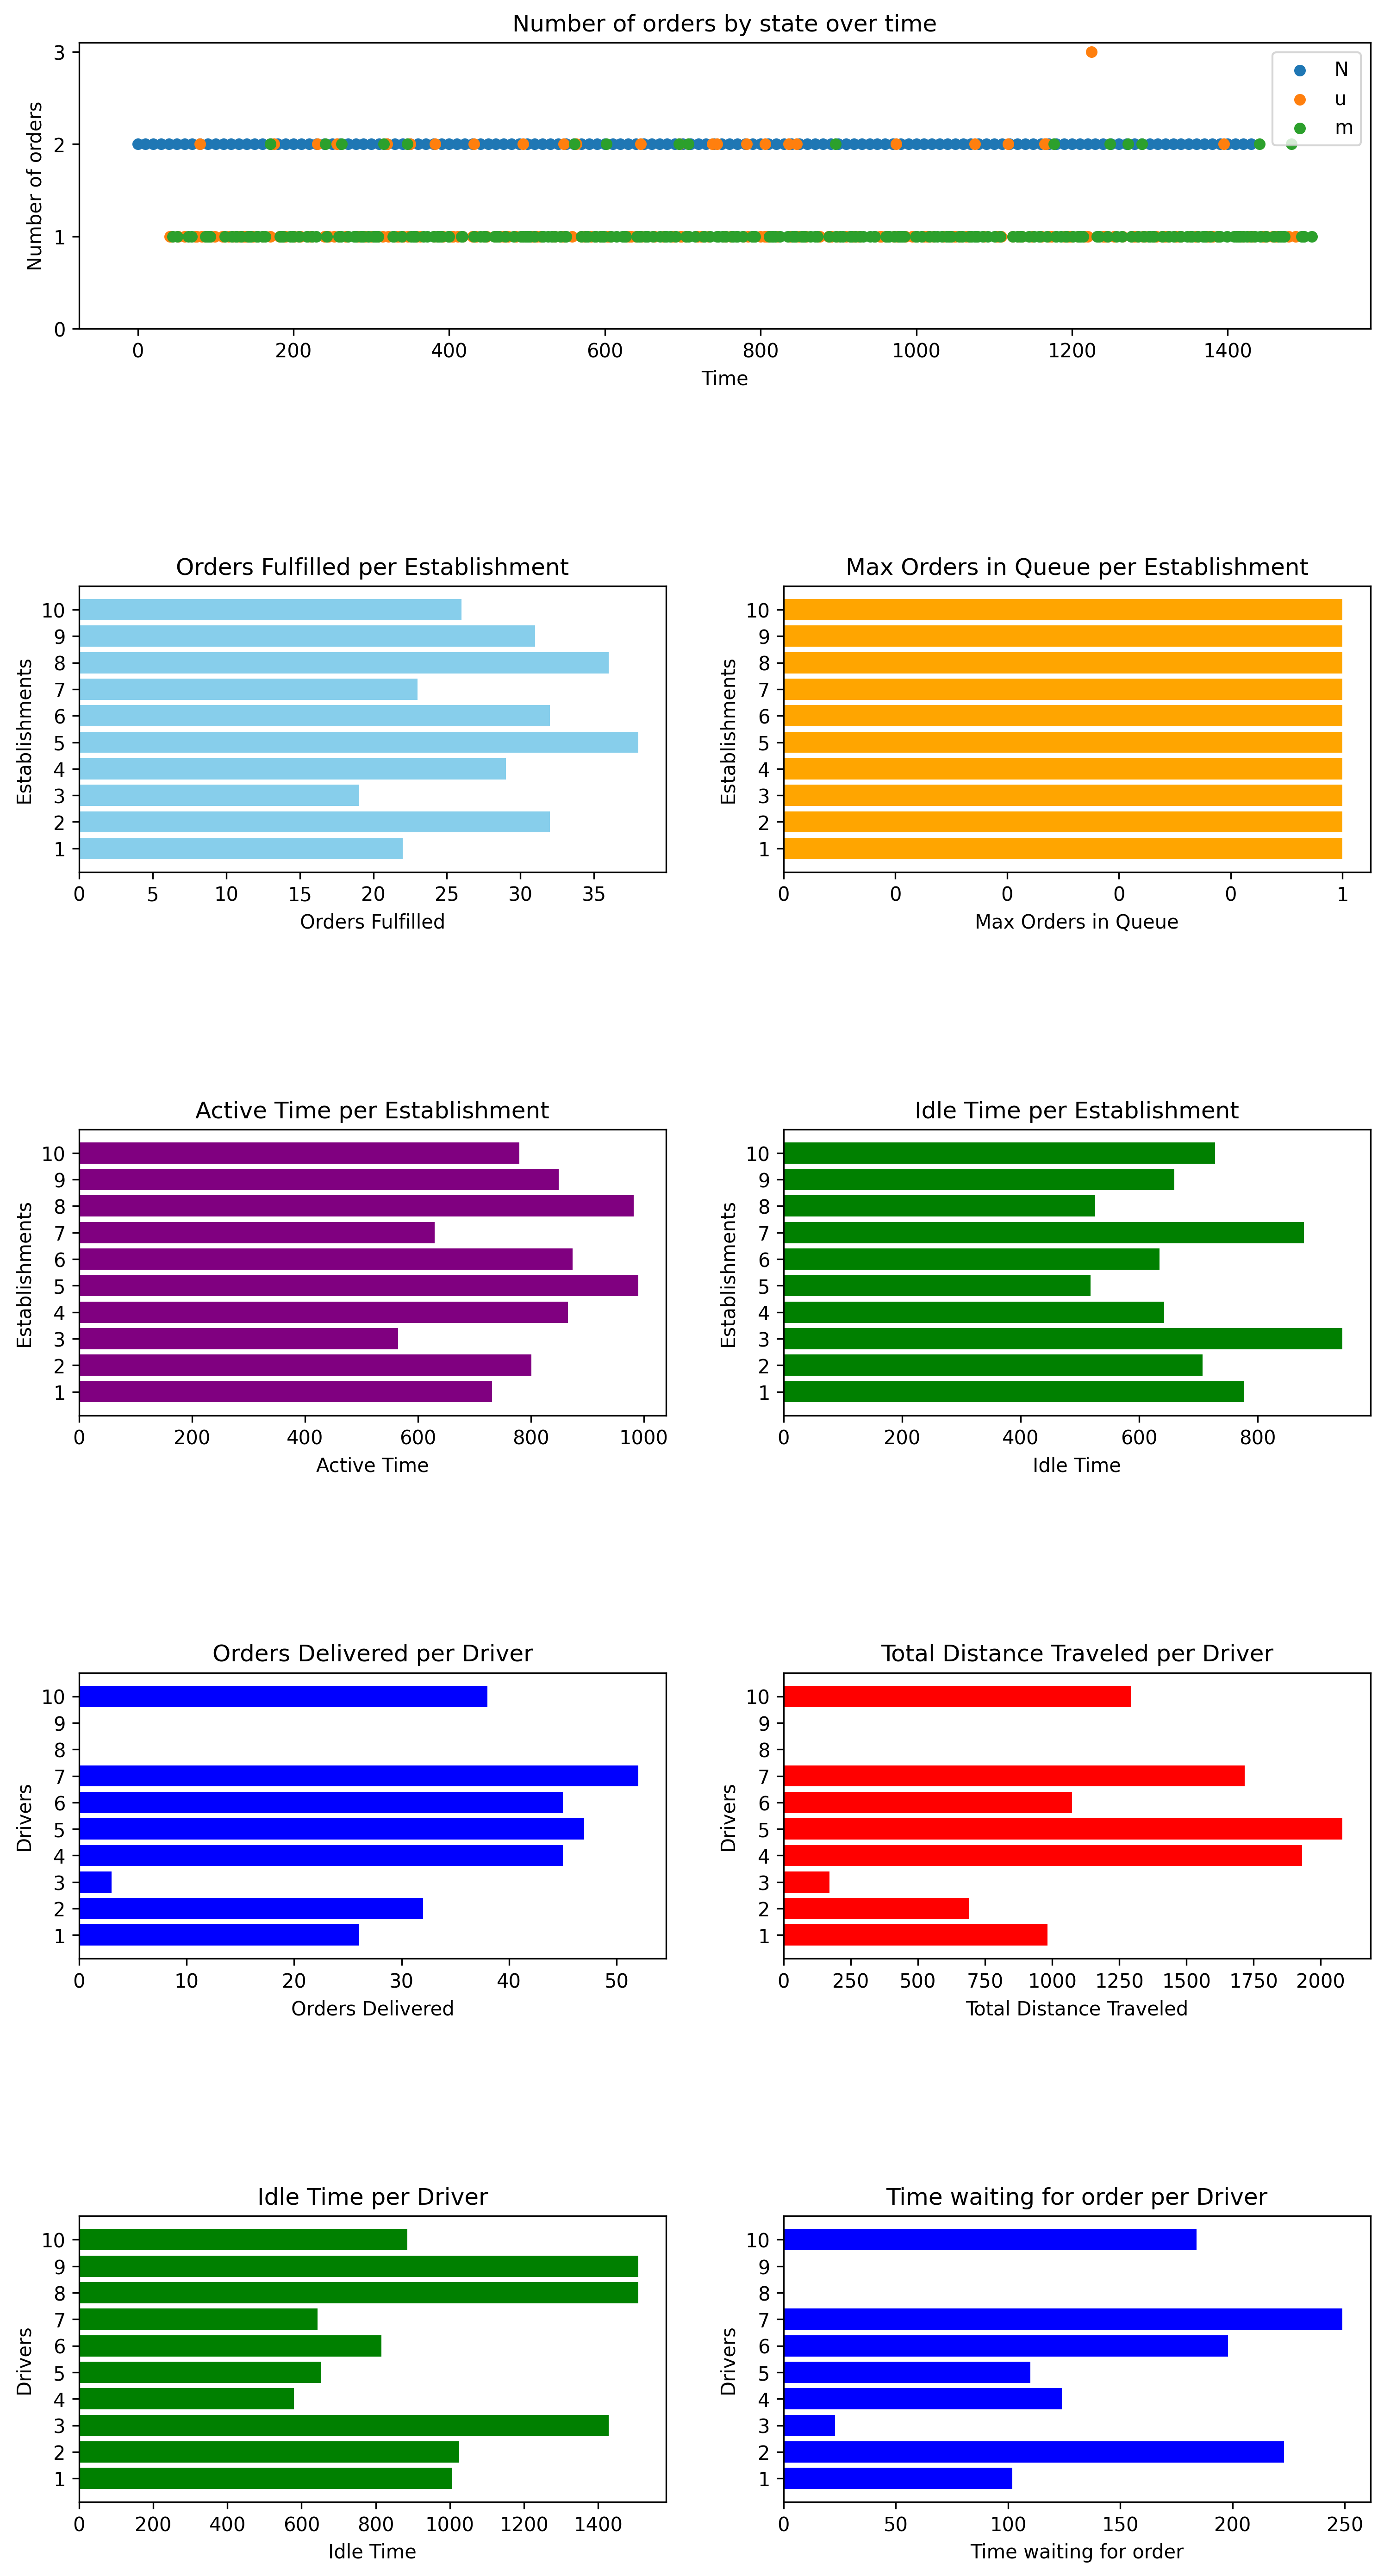 Number of orders by state over time
3
2
1
0
Number of orders
N
u
m
0 200 400 600 800 1000 1200 1400
Time
Orders Fulfilled per Establishment
10
9
8
7
6
5
4
3
2
1
Establishments
0 5 10 15 20 25 30 35
Orders Fulfilled
Max Orders in Queue per Establishment
10
9
8
7
6
5
4
3
2
1
Establishments
0 0 0 0 0 1
Max Orders in Queue
Active Time per Establishment
10
9
8
7
6
5
4
3
2
1
Establishments
0 200 400 600 800 1000
Active Time
Idle Time per Establishment
10
9
8
7
6
5
4
3
2
1
Establishments
0 200 400 600 800
Idle Time
Orders Delivered per Driver
10
9
8
7
6
5
4
3
2
1
Drivers
0 10 20 30 40 50
Orders Delivered
Total Distance Traveled per Driver
10
9
8
7
6
5
4
3
2
1
Drivers
0 250 500 750 1000 1250 1500 1750 2000
Total Distance Traveled
Idle Time per Driver
10
9
8
7
6
5
4
3
2
1
Drivers
0 200 400 600 800 1000 1200 1400
Idle Time
Time waiting for order per Driver
10
9
8
7
6
5
4
3
2
1
Drivers
0 50 100 150 200 250
Time waiting for order